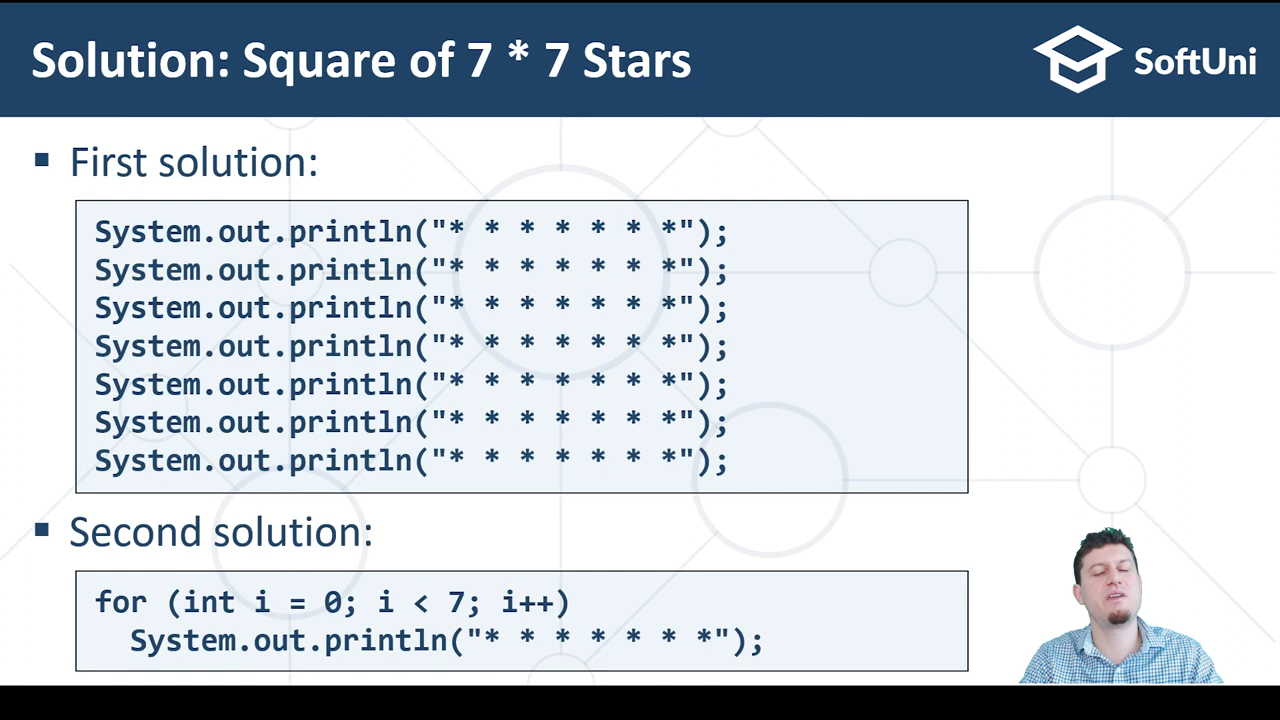 Solution: Square of 7 * 7 Stars
SoftUni
▪ First solution:
System.out.println("* * * * * * *");
System.out.println("* * * * * * *");
System.out.println("* * * * * * *");
System.out.println("* * * * * * *");
System.out.println("* * * * * * *");
System.out.println("* * * * * * *");
System.out.println("* * * * * * *");
▪ Second solution:
for (int i = 0; i < 7; i++)
  System.out.println("* * * * * * *");